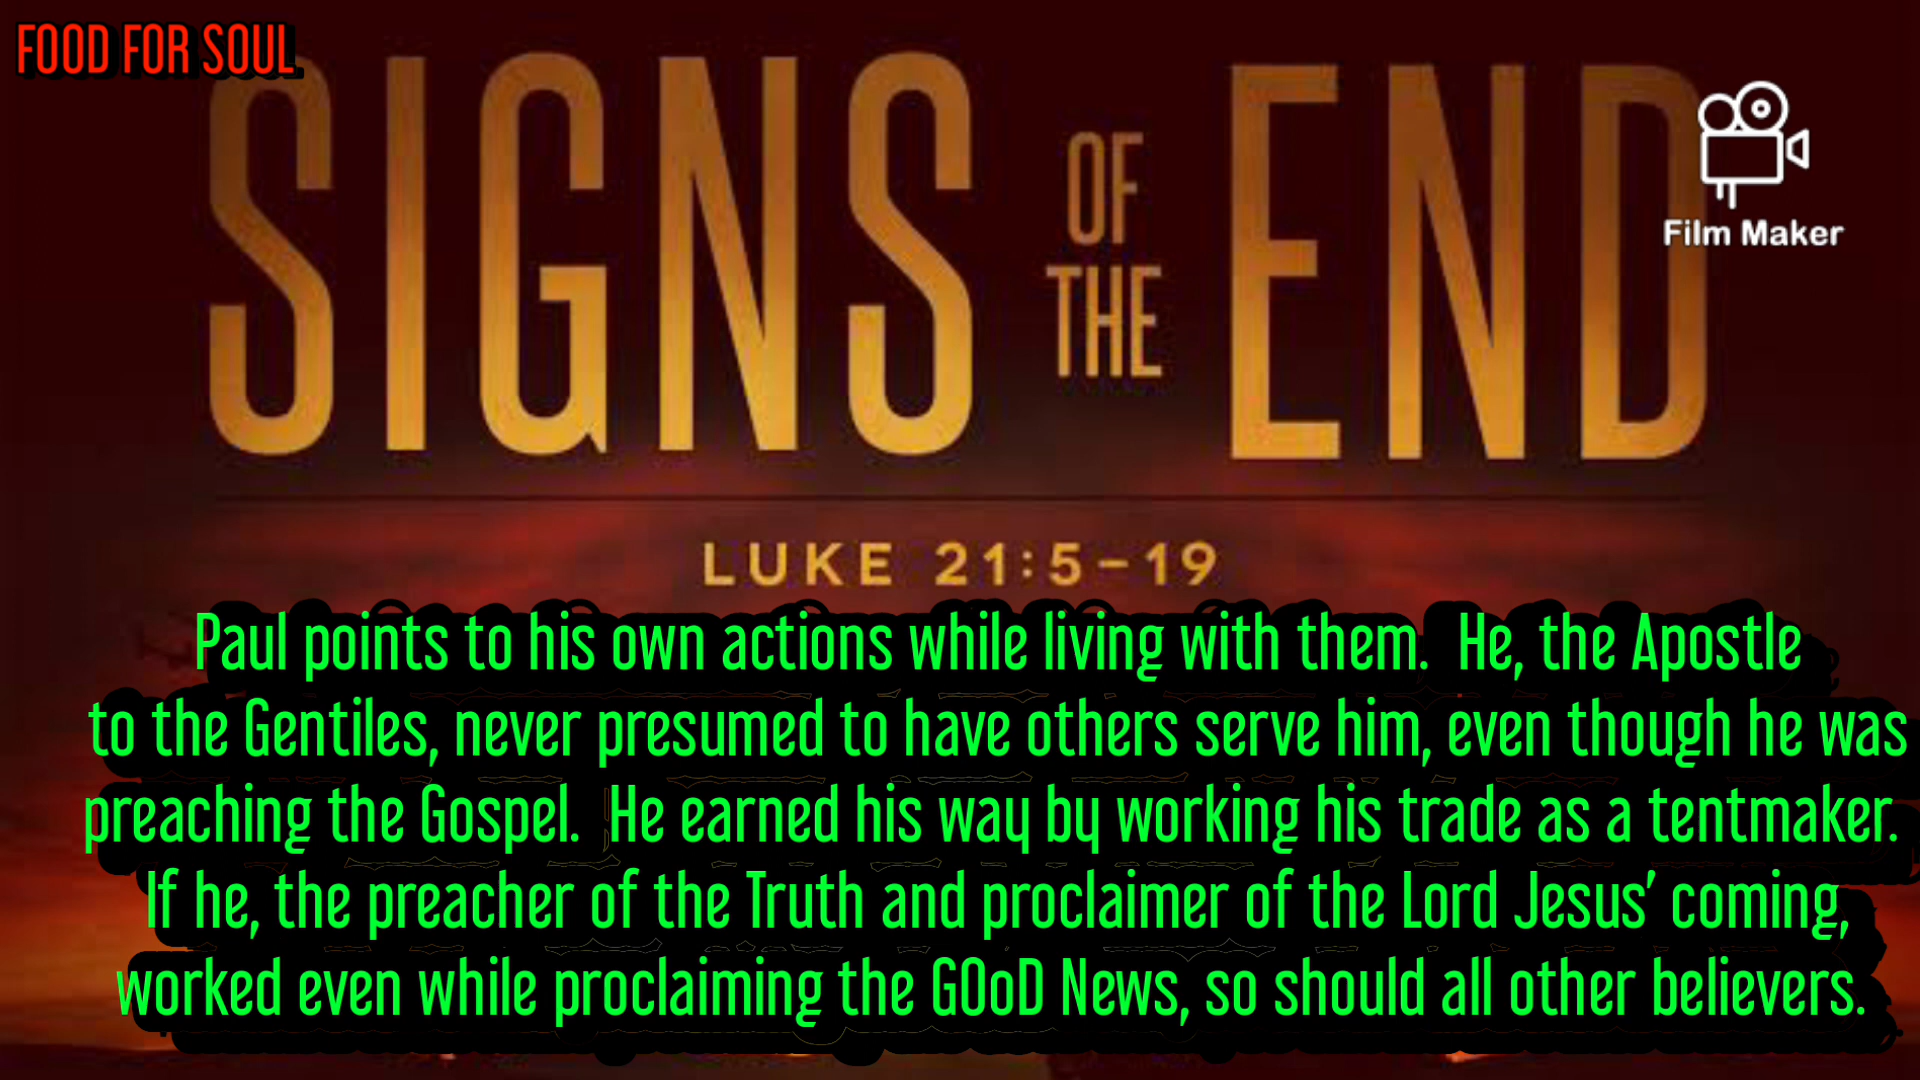 FOOD FOR SOUL
SIGNS OF THE END
Film Maker
LUKE 21:5-19
Paul points to his own actions while living with them. He, the Apostle
to the Gentiles, never presumed to have others serve him, even though he was
preaching the Gospel. He earned his way by working his trade as a tentmaker.
If he, the preacher of the Truth and proclaimer of the Lord Jesus’ coming,
worked even while proclaiming the GOoD News, so should all other believers.